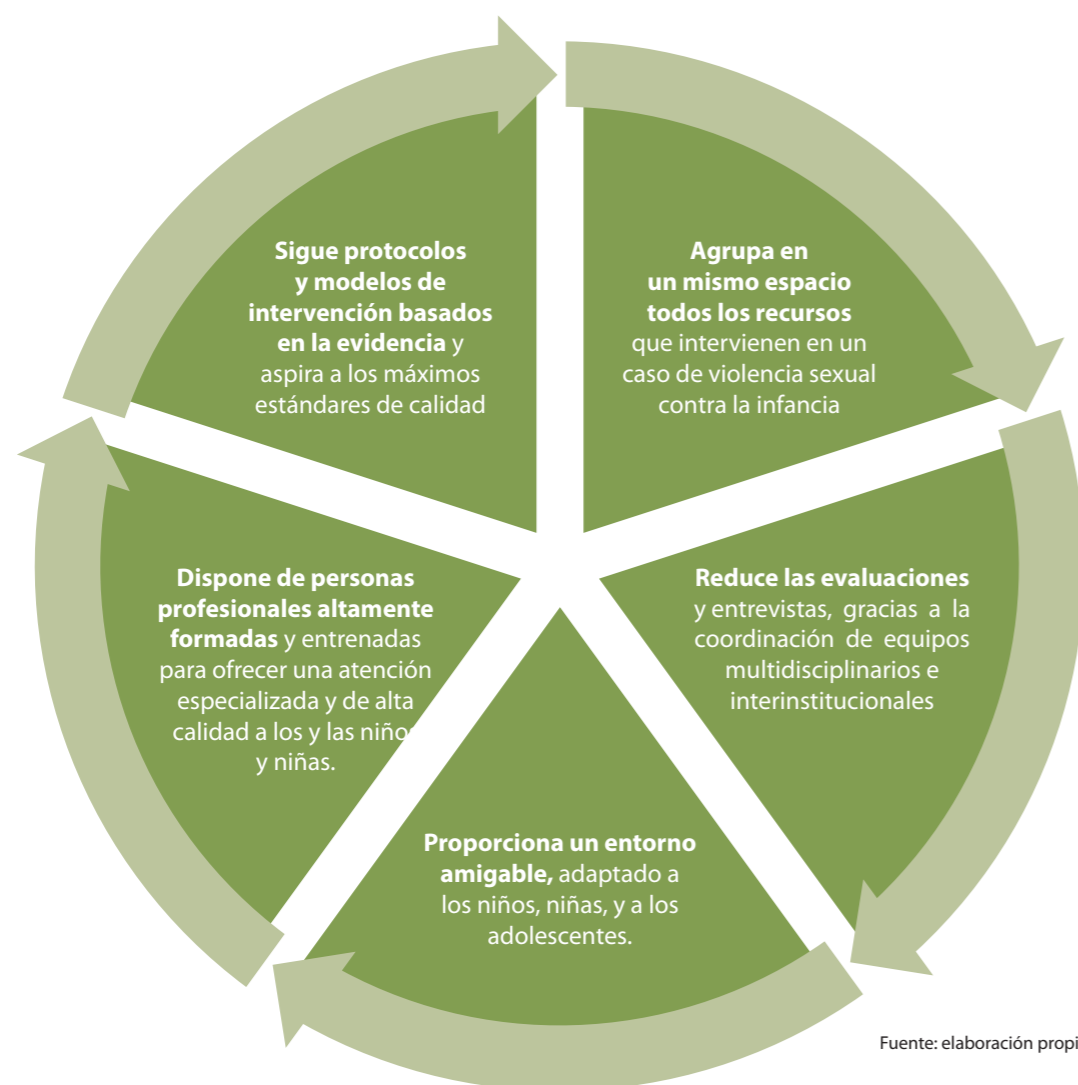 Sigue protocolos
y modelos de
intervención basados
en la evidencia y
aspira a los máximos
estándares de calidad
Agrupa en
un mismo espacio
todos los recursos
que intervienen en un
caso de violencia sexual
contra la infancia
Dispone de personas
profesionales altamente
formadas y entrenadas
para ofrecer una atención
especializada y de alta
calidad a los y las niños
y niñas.
Reduce las evaluaciones
y entrevistas, gracias a la
coordinación de equipos
multidisciplinarios e
interinstitucionales
Proporciona un entorno
amigable, adaptado a
los niños, niñas, y a los
adolescentes.
Fuente: elaboración propi